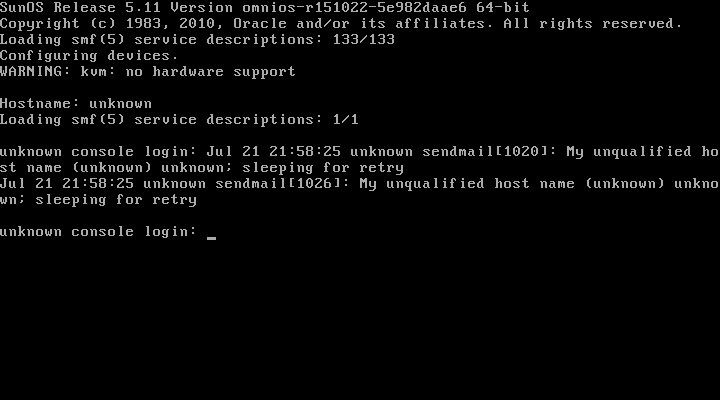 SunOS Release 5.11 Version omnios-r151022-5e982daae6 64-bit
Copyright (c) 1983, 2010, Oracle and/or its affiliates. All rights reserved.
Loading smf(5) service descriptions: 133/133
Configuring devices.
WARNING: kvm: no hardware support
Hostname: unknown
Loading smf(5) service descriptions: 1/1
unknown console login: Jul 21 21:58:25 unknown sendmail[1020]: My unqualified ho
st name (unknown) unknown; sleeping for retry
Jul 21 21:58:25 unknown sendmail[1026]: My unqualified host name (unknown) unkno
wn; sleeping for retry
unknown console login: _